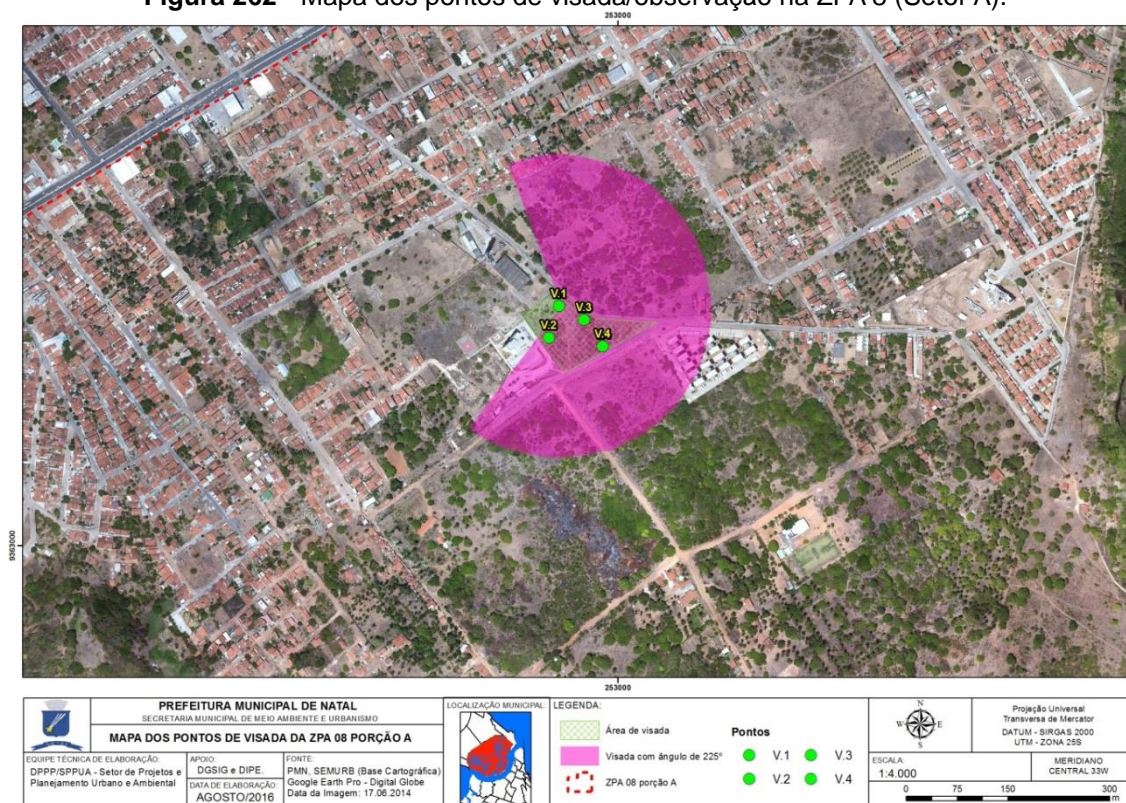 Figura 262 - Mapa dos pontos de visada/observação na ZPA 8 (Setor A).
253000
V.1
V.3
V.2
V.4
9363000
253000
PREFEITURA MUNICIPAL DE NATAL
SECRETARIA MUNICIPAL DE MEIO AMBIENTE E URBANISMO
MAPA DOS PONTOS DE VISADA DA ZPA 08 PORÇÃO A
EQUIPE TÉCNICA DE ELABORAÇÃO:
DPPP/SPPUA - Setor de Projetos e
Planejamento Urbano e Ambiental
APOIO:
DGSIG e DIPE.
DATA DE ELABORAÇÃO:
AGOSTO/2016
FONTE:
PMN, SEMURB (Base Cartográfica)
Google Earth Pro - Digital Globe
Data da Imagem: 17.06.2014
LOCALIZAÇÃO MUNICIPAL:
LEGENDA:
Área de visada
Visada com ângulo de 225º
ZPA 08 porção A
Pontos
V.1
V.3
V.2
V.4
N
W
E
S
Projeção Universal
Transversa de Mercator
DATUM - SIRGAS 2000
UTM - ZONA 25S
ESCALA:
1:4.000
MERIDIANO
CENTRAL 33W
0 75 150 300
m